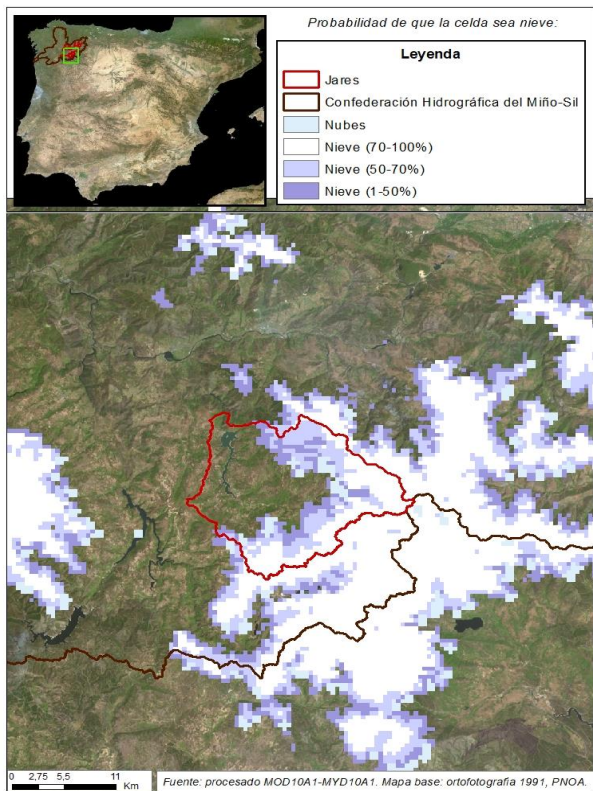 Probabilidad de que la celda sea nieve:
Leyenda
Jares
Confederación Hidrográfica del Miño-Sil
Nubes
Nieve (70-100%)
Nieve (50-70%)
Nieve (1-50%)
0 2,75 5,5 11
Km
Fuente: procesado MOD10A1-MYD10A1. Mapa base: ortofotografía 1991, PNOA.